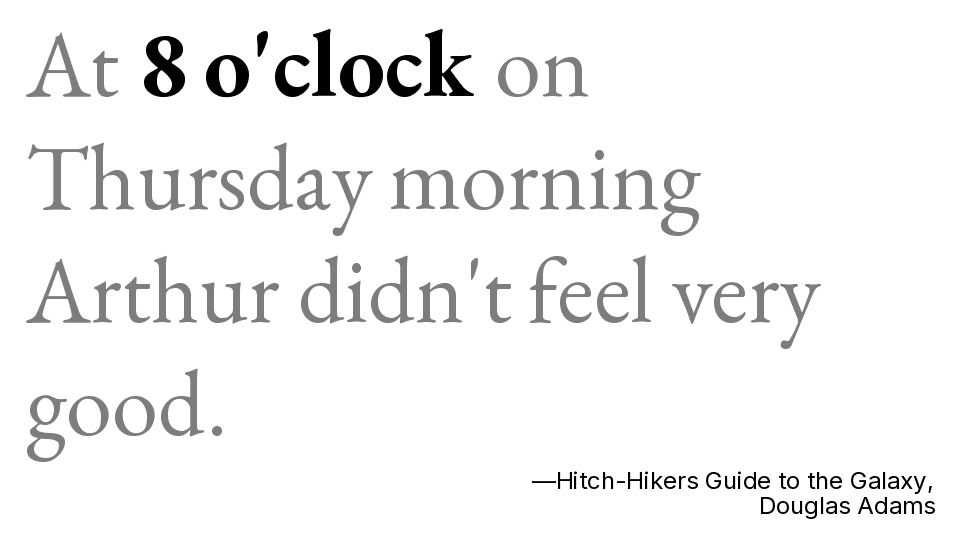 At 8 o'clock on
Thursday morning
Arthur didn't feel very
good.
—Hitch-Hikers Guide to the Galaxy,
Douglas Adams